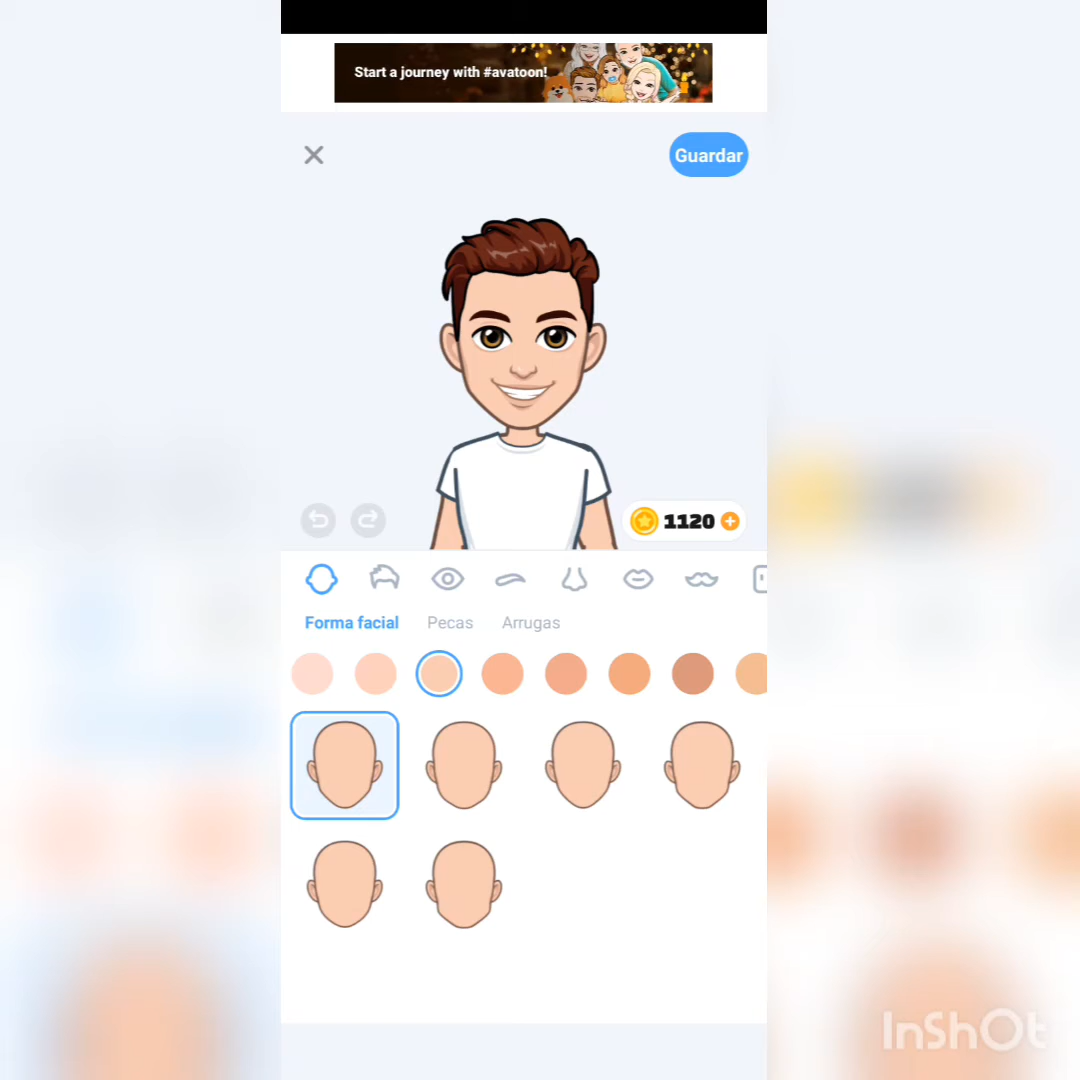 Start a journey with #avatoon!
Guardar
1120
Forma facial Pecas Arrugas
InShOt